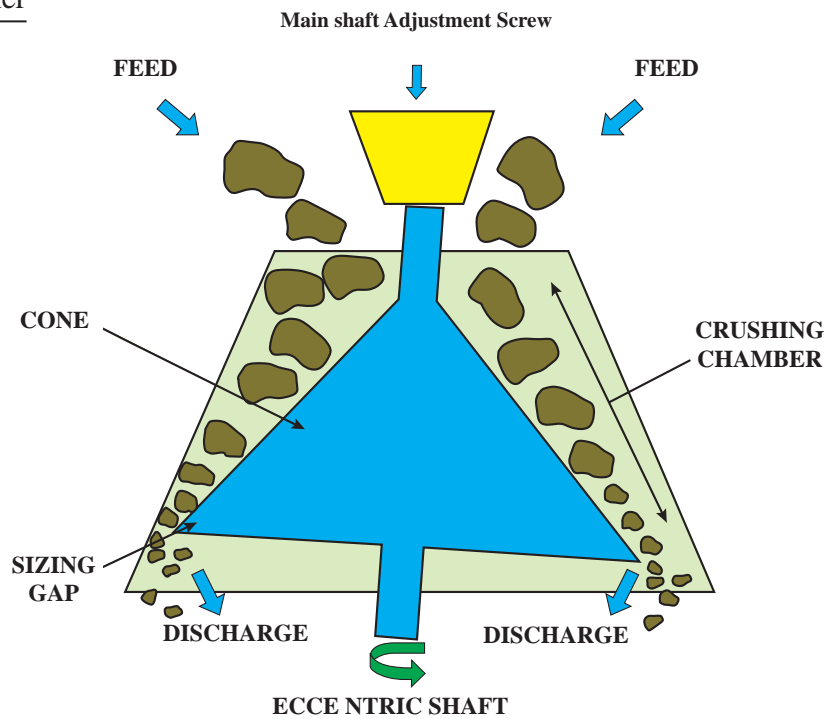 Main shaft Adjustment Screw
FEED
FEED
CONE
CRUSHING
CHAMBER
SIZING
GAP
DISCHARGE
DISCHARGE
ECCE NTRIC SHAFT